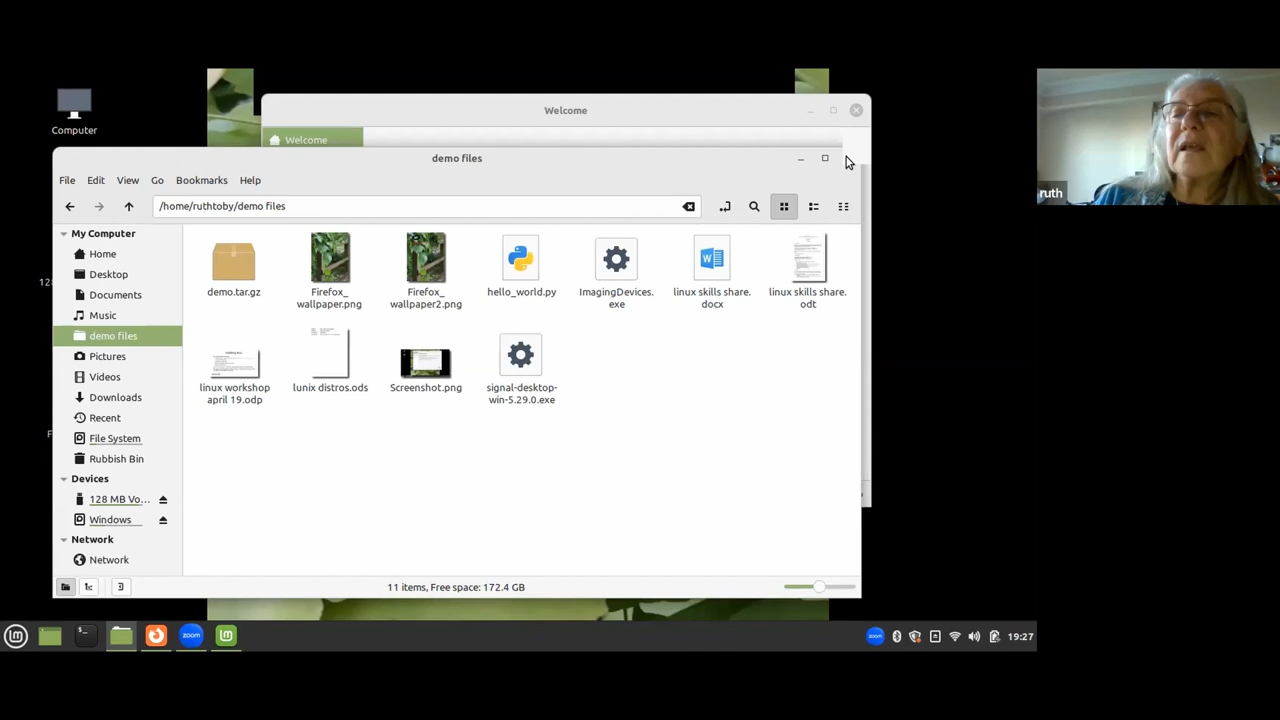 Computer
Welcome
Welcome
demo files
File Edit View Go Bookmarks Help
/home/ruthtoby/demo files
My Computer
Home
Desktop
Documents
Music
demo files
Pictures
Videos
Downloads
Recent
File System
Rubbish Bin
Devices
128 MB Vo...
Windows
Network
Network
demo.tar.gz
Firefox_
wallpaper.png
Firefox_
wallpaper2.png
hello_world.py
ImagingDevices.
exe
linux skills share.
docx
linux skills share.
odt
linux workshop
april 19.odp
lunix distros.ods
Screenshot.png
signal-desktop-
win-5.29.0.exe
11 items, Free space: 172.4 GB
128
F
zoom
zoom
19:27
ruth